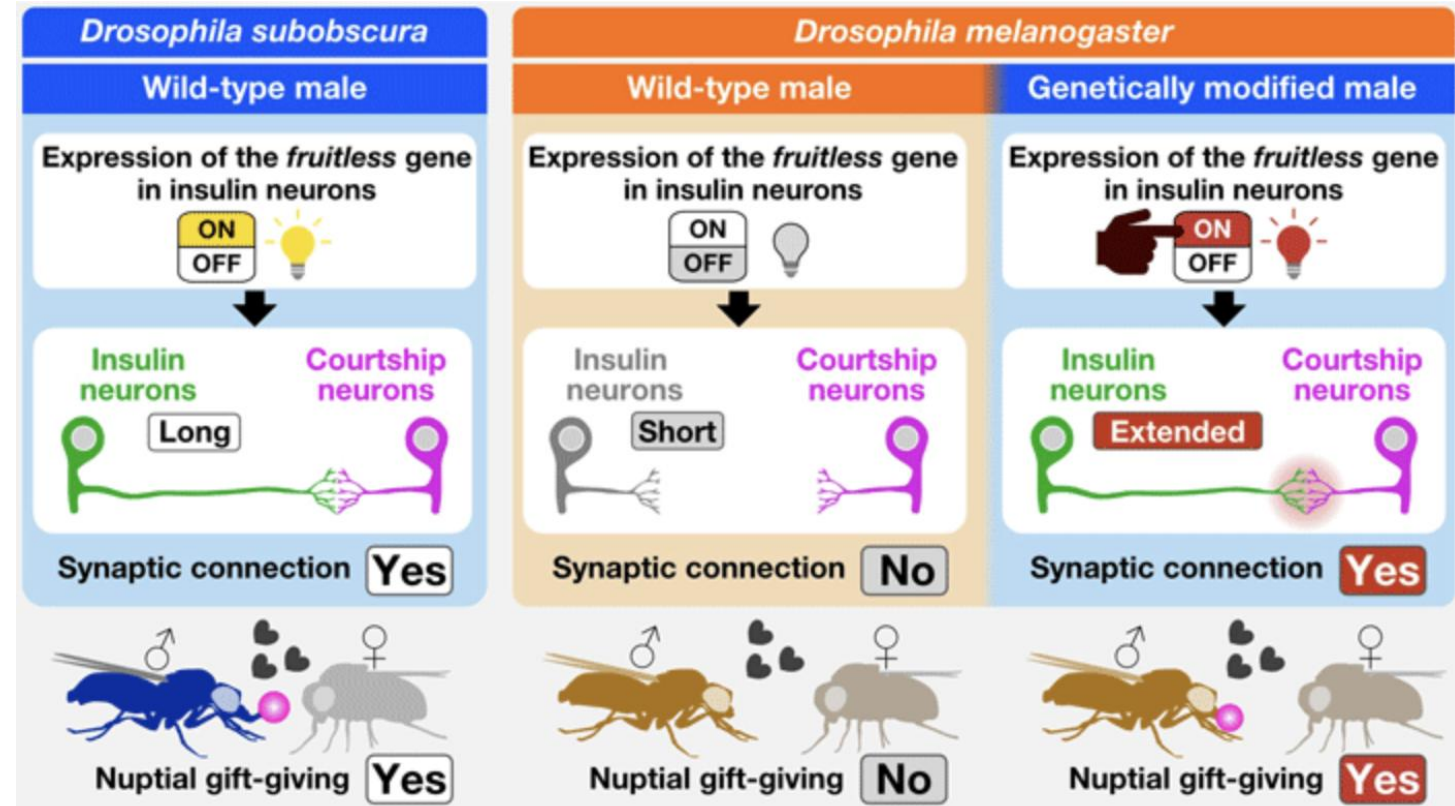 Drosophila subobscura
Wild-type male
Expression of the fruitless gene
in insulin neurons
ON
OFF
Insulin
neurons
Courtship
neurons
Long
Synaptic connection Yes
♂
♀
Nuptial gift-giving Yes
Drosophila melanogaster
Wild-type male
Expression of the fruitless gene
in insulin neurons
ON
OFF
Insulin
neurons
Courtship
neurons
Short
Synaptic connection No
♂
♀
Nuptial gift-giving No
Genetically modified male
Expression of the fruitless gene
in insulin neurons
ON
OFF
Insulin
neurons
Courtship
neurons
Extended
Synaptic connection Yes
♂
♀
Nuptial gift-giving Yes